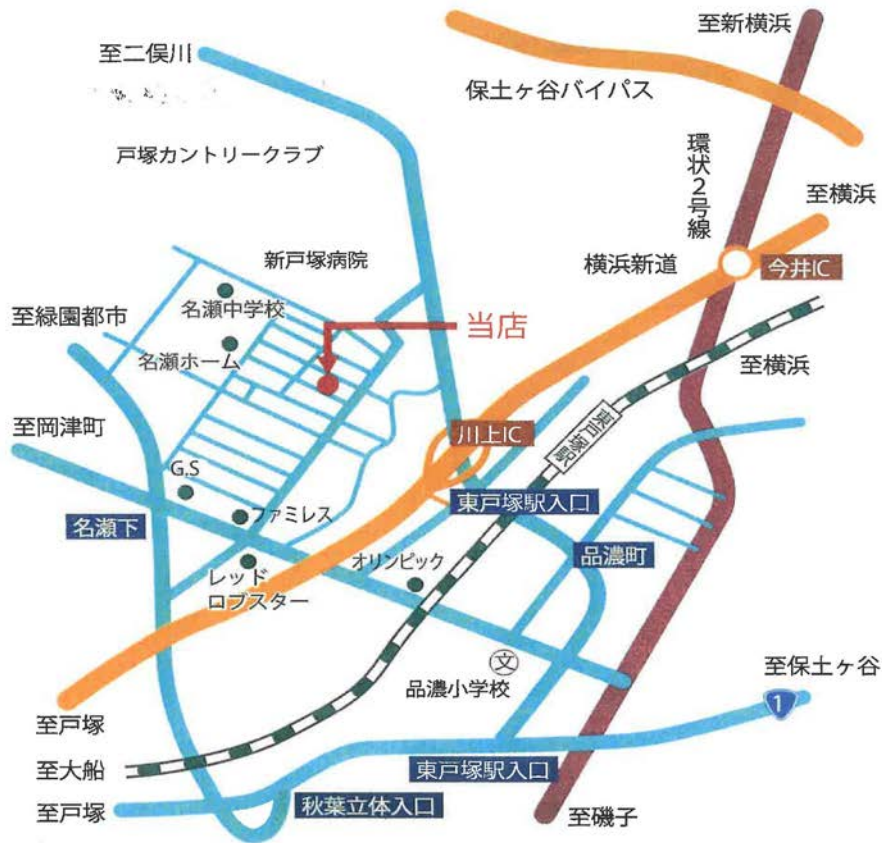 至新横浜
至二俣川
保土ヶ谷バイパス
戸塚カントリークラブ
環状2号線
至横浜
新戸塚病院
横浜新道
今井IC
名瀬中学校
至緑園都市
当店
名瀬ホーム
至横浜
至岡津町
川上IC
東戸塚駅
G.S
ファミレス
東戸塚駅入口
名瀬下
オリンピック
品濃町
レッド
ロブスター
文
品濃小学校
至保土ヶ谷
1
至戸塚
至大船
東戸塚駅入口
至戸塚
秋葉立体入口
至磯子